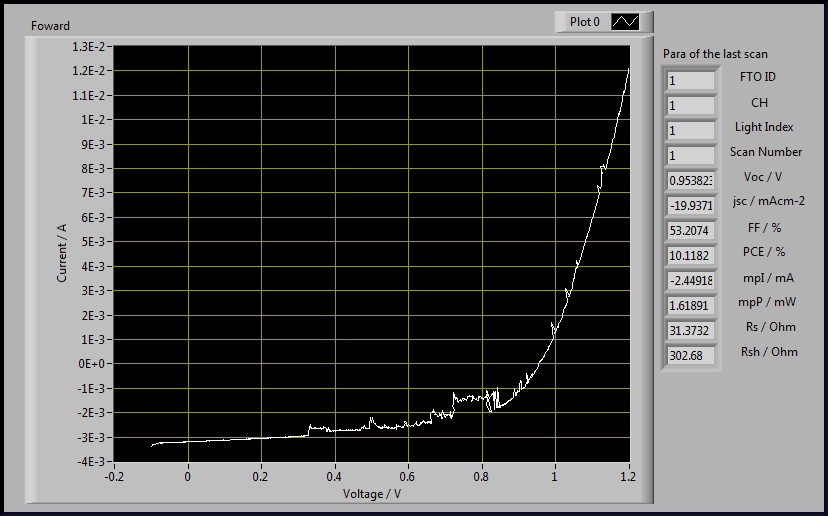 Foward
Plot 0
1.3E-2
1.2E-2
1.1E-2
1E-2
9E-3
8E-3
7E-3
6E-3
5E-3
4E-3
3E-3
2E-3
1E-3
0E+0
-1E-3
-2E-3
-3E-3
-4E-3
Current / A
-0.2
0
0.2
0.4
0.6
0.8
1
1.2
Voltage / V
Para of the last scan
1 FTO ID
1 CH
1 Light Index
1 Scan Number
0.953823 Voc / V
-19.9371 jsc / mAcm-2
53.2074 FF / %
10.1182 PCE / %
-2.44918 mpI / mA
1.61891 mpP / mW
31.3732 Rs / Ohm
302.68 Rsh / Ohm